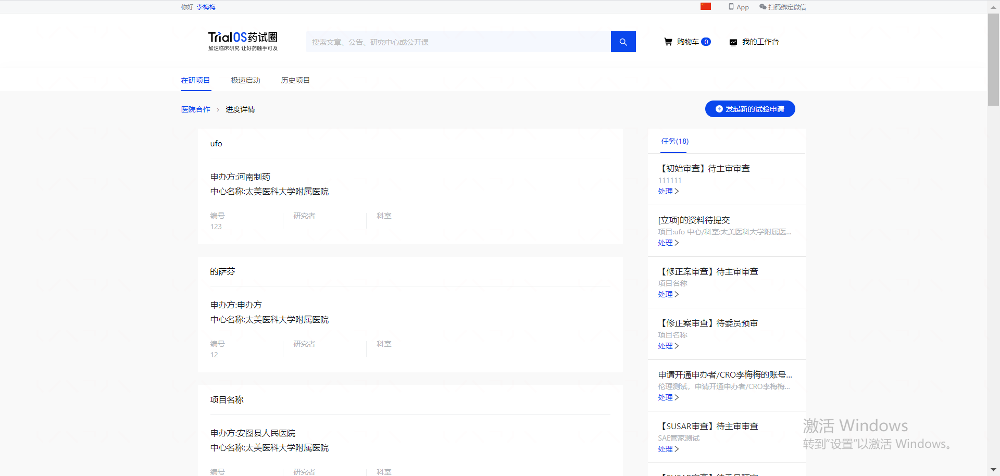 你好 李梅梅
App 扫码绑定微信
TrialOS药试圈
加速临床研究 让好药触手可及
搜索文章、公告、研究中心或公开课
购物车 0 我的工作台
在研项目 极速启动 历史项目
医院合作 > 进度详情
发起新的试验申请
ufo
申办方:河南制药
中心名称:太美医科大学附属医院
编号 研究者 科室
123
的萨芬
申办方:申办方
中心名称:太美医科大学附属医院
编号 研究者 科室
12
项目名称
申办方:安图县人民医院
中心名称:太美医科大学附属医院
编号 研究者 科室
任务(18)
【初始审查】待主审审查
111111
处理 >
[立项]的资料待提交
项目:ufo 中心/科室:太美医科大学附属医...
处理 >
【修正案审查】待主审审查
项目名称
处理 >
【修正案审查】待委员预审
项目名称
处理 >
申请开通申办者/CRO李梅梅的账号...
伦理测试，申请开通申办者/CRO李梅梅...
处理 >
【SUSAR审查】待主审审查
SAE管家测试
处理 >
【SUSAR审查】待委员预审
激活 Windows
转到“设置”以激活 Windows。